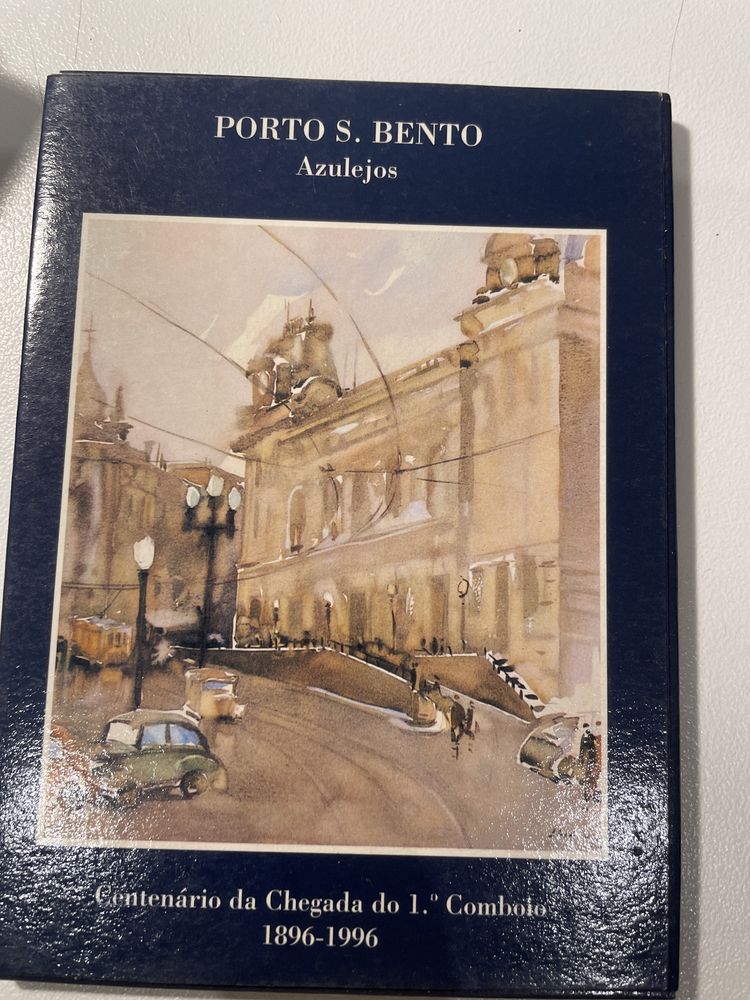 PORTO S. BENTO
Azulejos
Centenário da Chegada do 1.º Comboio
1896-1996